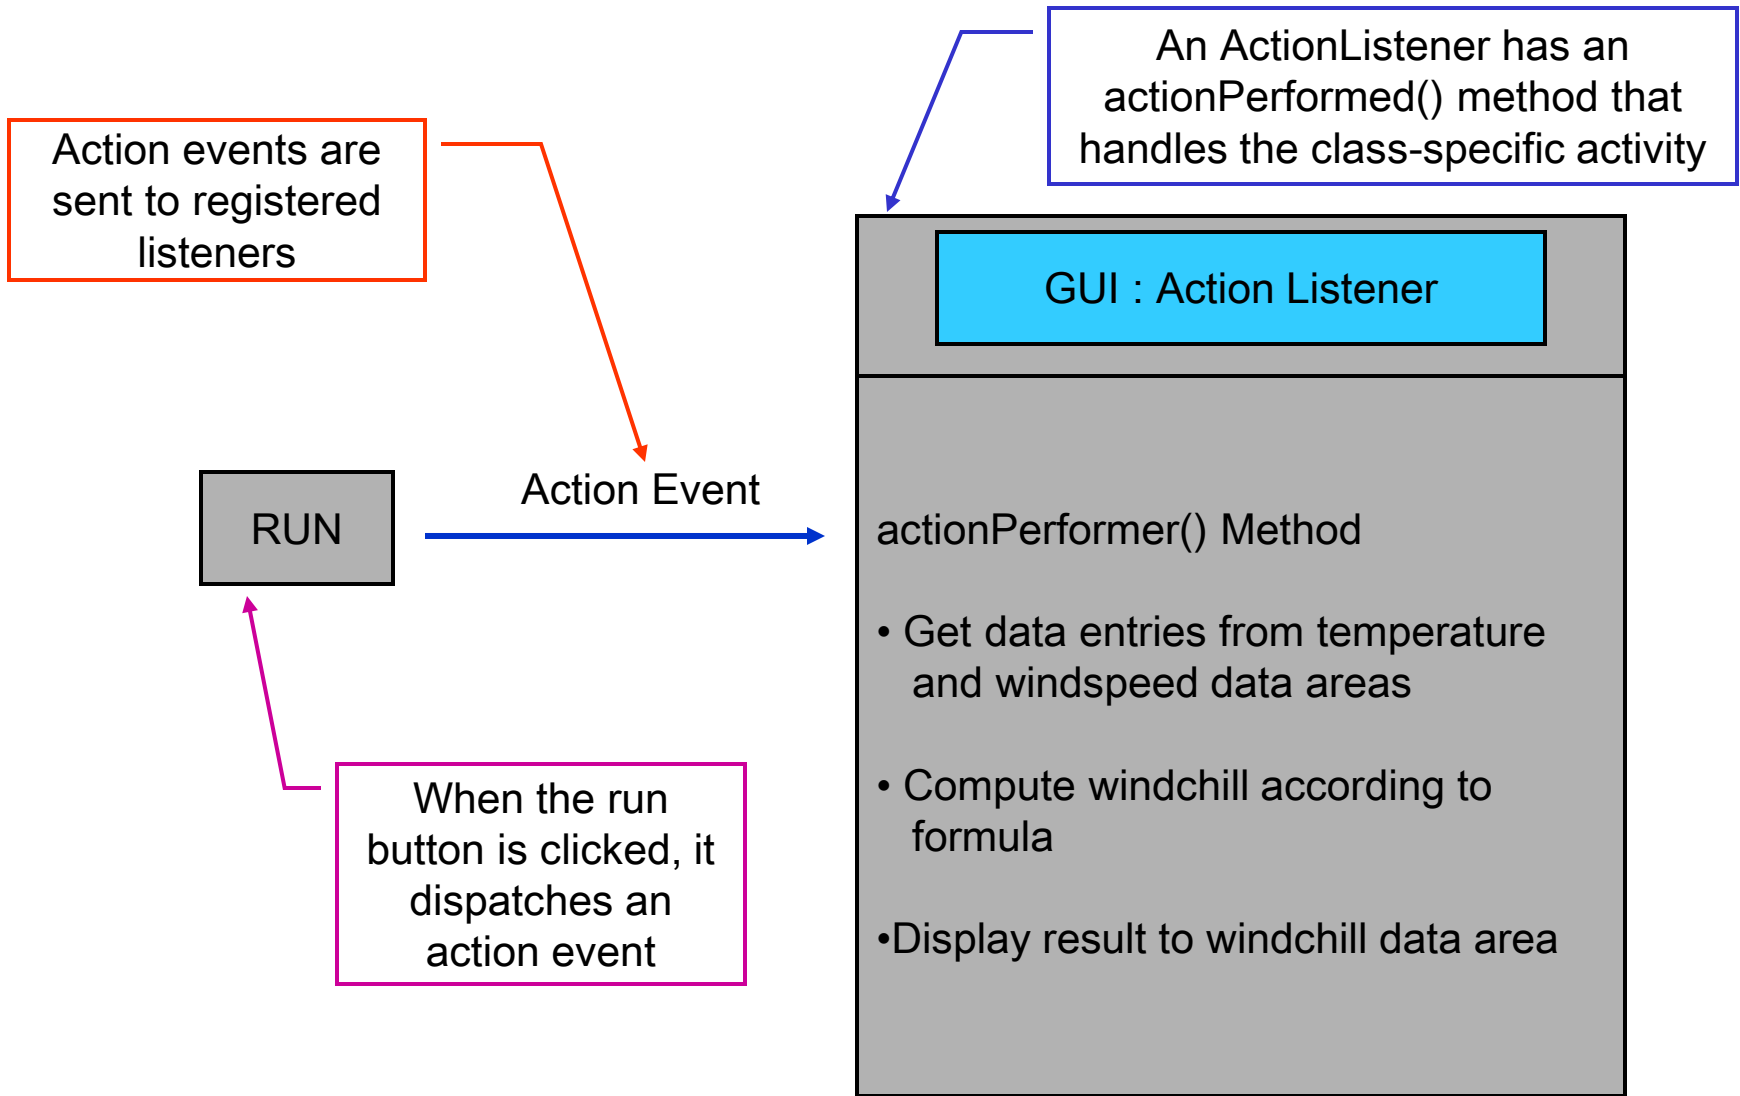 An ActionListener has an
actionPerformed() method that
handles the class-specific activity
Action events are
sent to registered
listeners
GUI : Action Listener
Action Event
RUN
actionPerformer() Method
• Get data entries from temperature
and windspeed data areas
• Compute windchill according to
formula
•Display result to windchill data area
When the run
button is clicked, it
dispatches an
action event